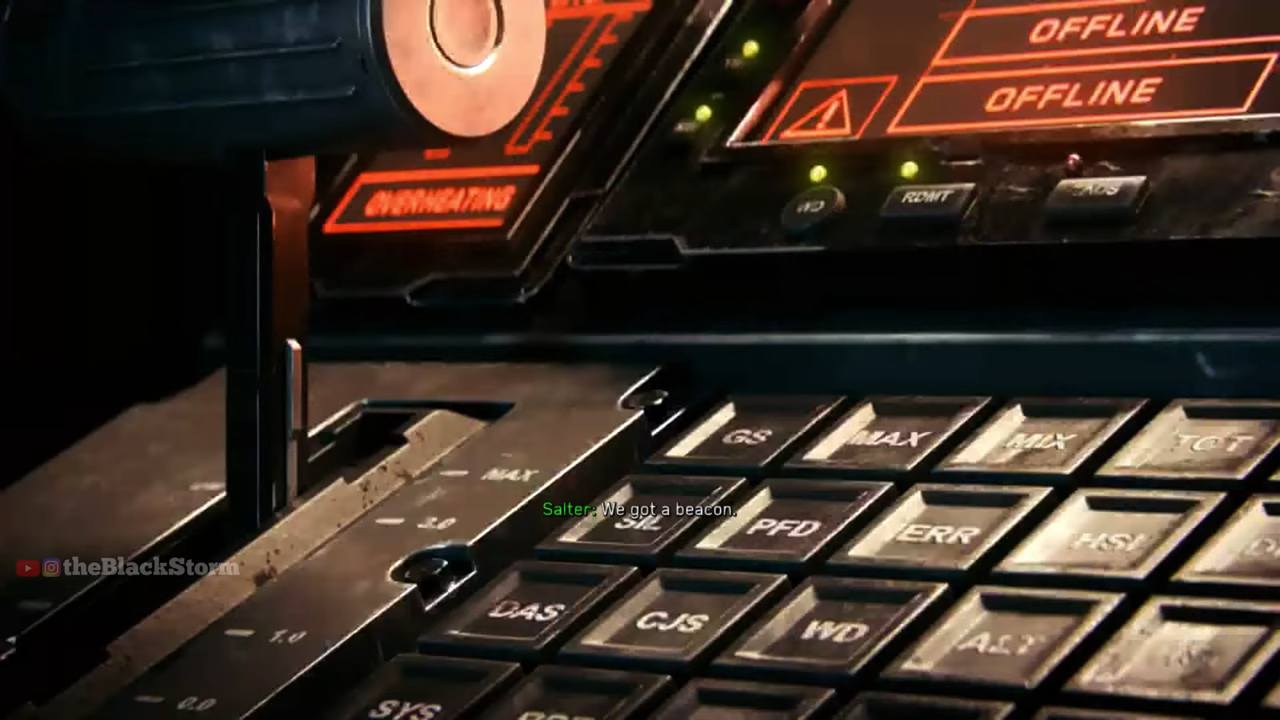 OFFLINE
OFFLINE
OVERHEATING
WD
RDMT
GS
MAX
MIX
TOT
MAX
2.0
Salter: We got a beacon.
SIL
PFD
ERR
HSI
theBlackStorm
DAS
CJS
WD
ALT
1.0
0.0
SYS